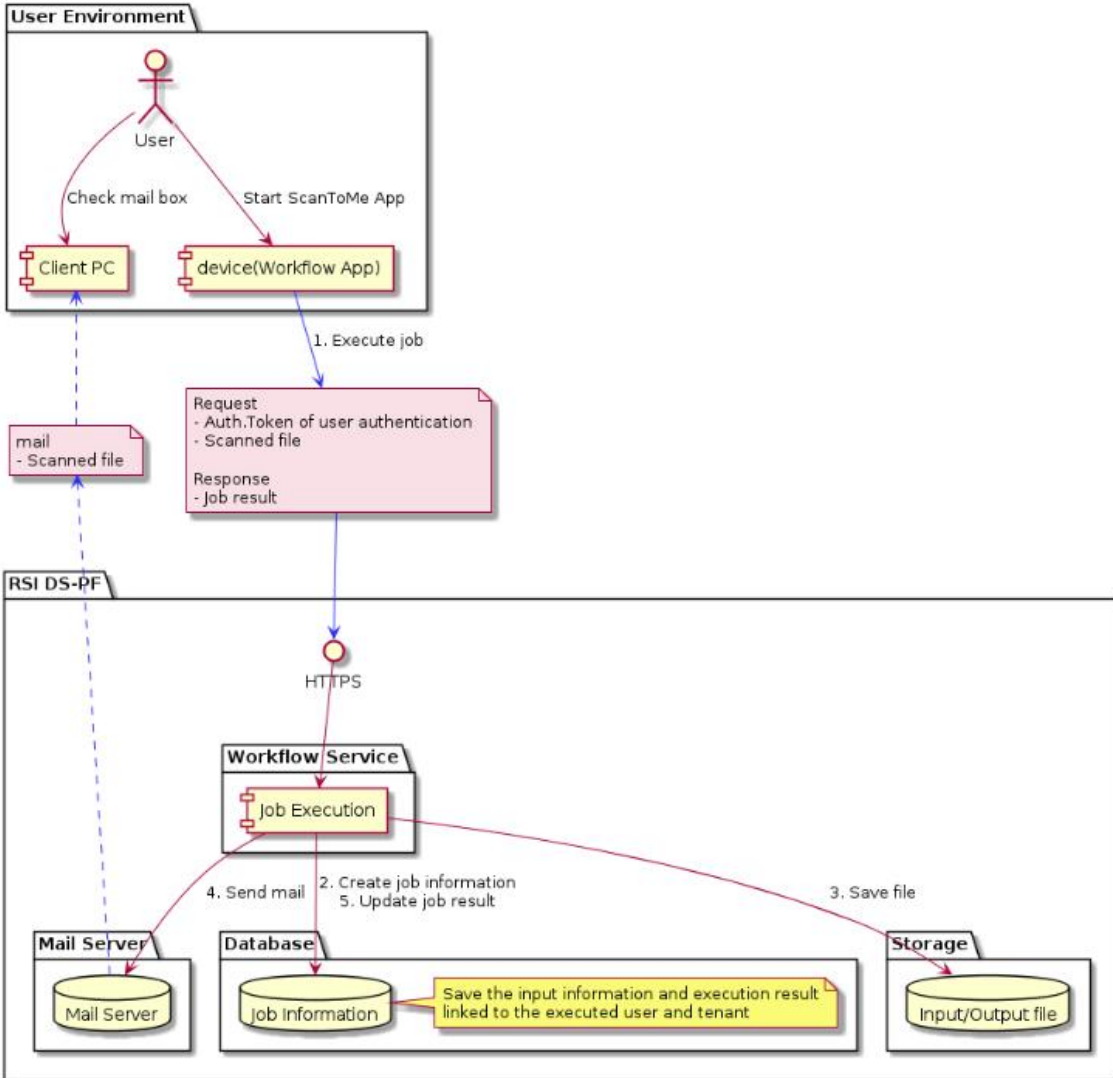 User Environment
User
Check mail box
Start ScanToMe App
Client PC
device(Workflow App)
1. Execute job
Request
- Auth.Token of user authentication
- Scanned file
Response
- Job result
mail
- Scanned file
RSI DS-PF
HTTPS
Workflow Service
Job Execution
4. Send mail
2. Create job information
5. Update job result
3. Save file
Mail Server
Database
Storage
Mail Server
Job Information
Save the input information and execution result
linked to the executed user and tenant
Input/Output file